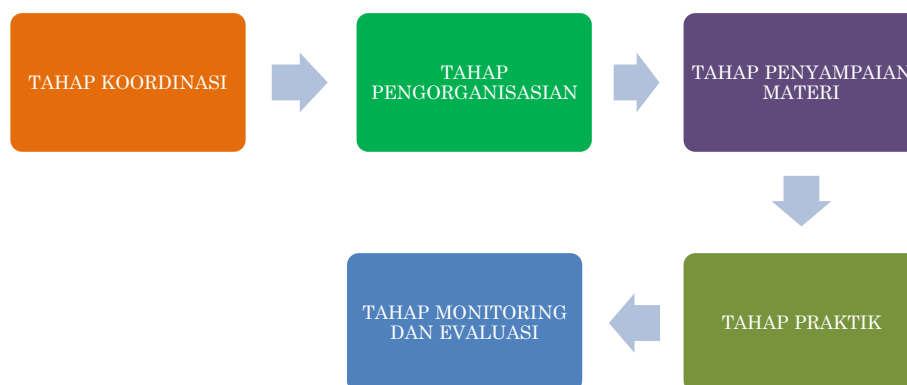 TAHAP KOORDINASI
TAHAP
PENGORGANISASIAN
TAHAP PENYAMPAIAN
MATERI
TAHAP PRAKTIK
TAHAP MONITORING
DAN EVALUASI